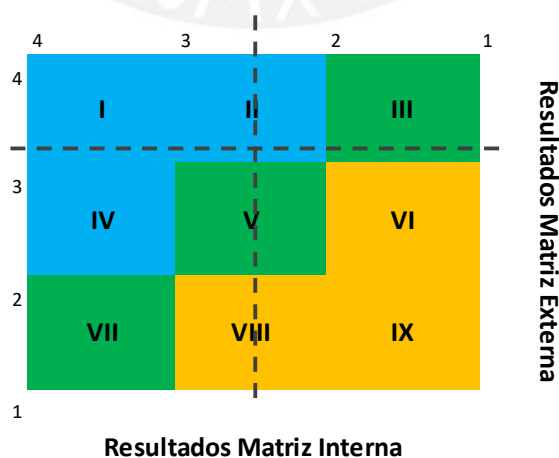 4 3 2 1
4
I II III
3
IV V VI
2
VII VIII IX
1
Resultados Matriz Externa
Resultados Matriz Interna